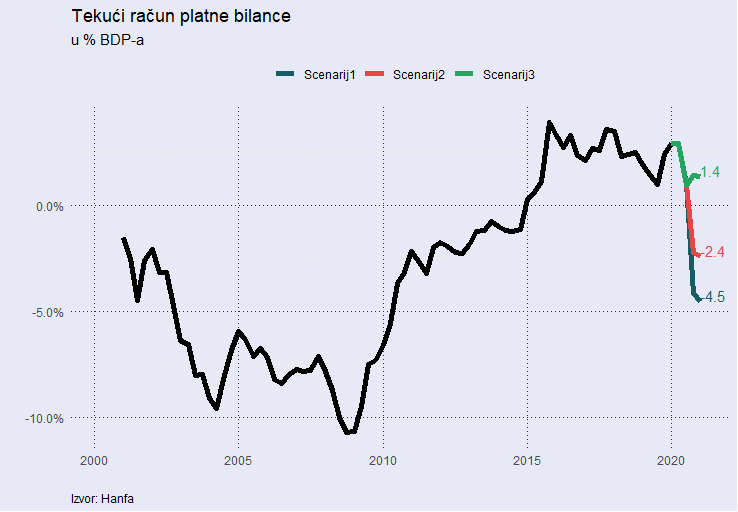 Tekući račun platne bilance
u % BDP-a
Scenarij1 Scenarij2 Scenarij3
1.4
0.0%
-2.4
-4.5
-5.0%
-10.0%
2000 2005 2010 2015 2020
Izvor: Hanfa